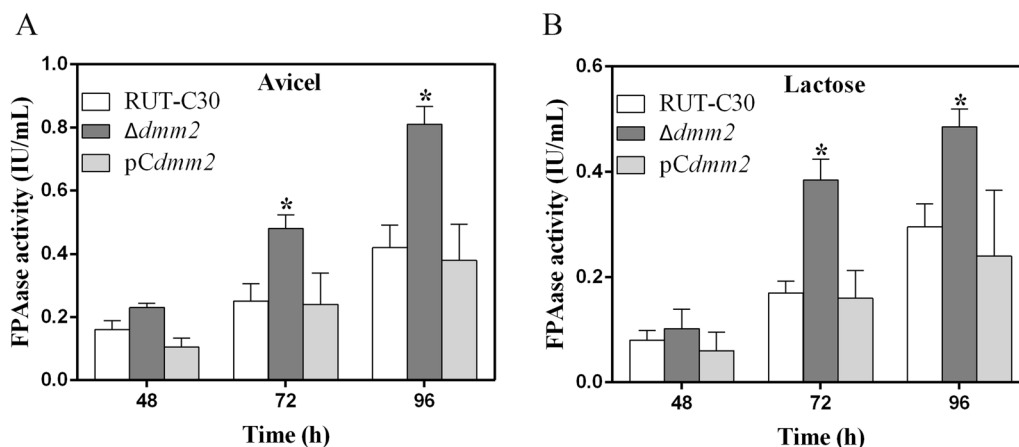 A
FPAase activity (IU/mL)
1.0
0.8
0.6
0.4
0.2
0.0
Avicel
RUT-C30
Δdmm2
pCdmm2
*
*
48
72
96
Time (h)
B
FPAase activity (IU/mL)
0.6
0.4
0.2
0.0
Lactose
RUT-C30
Δdmm2
pCdmm2
*
*
48
72
96
Time (h)